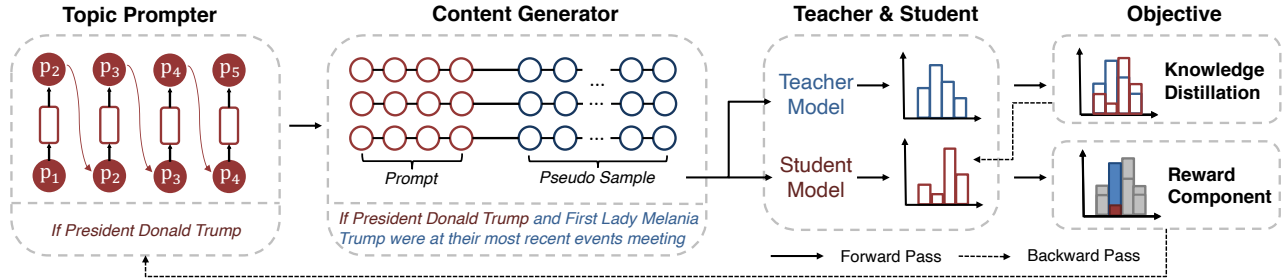 Topic Prompter
Content Generator
Teacher & Student
Objective
p2 p3 p4 p5
p1 p2 p3 p4
If President Donald Trump
... ...
...
Prompt
Pseudo Sample
If President Donald Trump and First Lady Melania
Trump were at their most recent events meeting
Teacher
Model
Student
Model
Knowledge
Distillation
Reward
Component
Forward Pass
Backward Pass